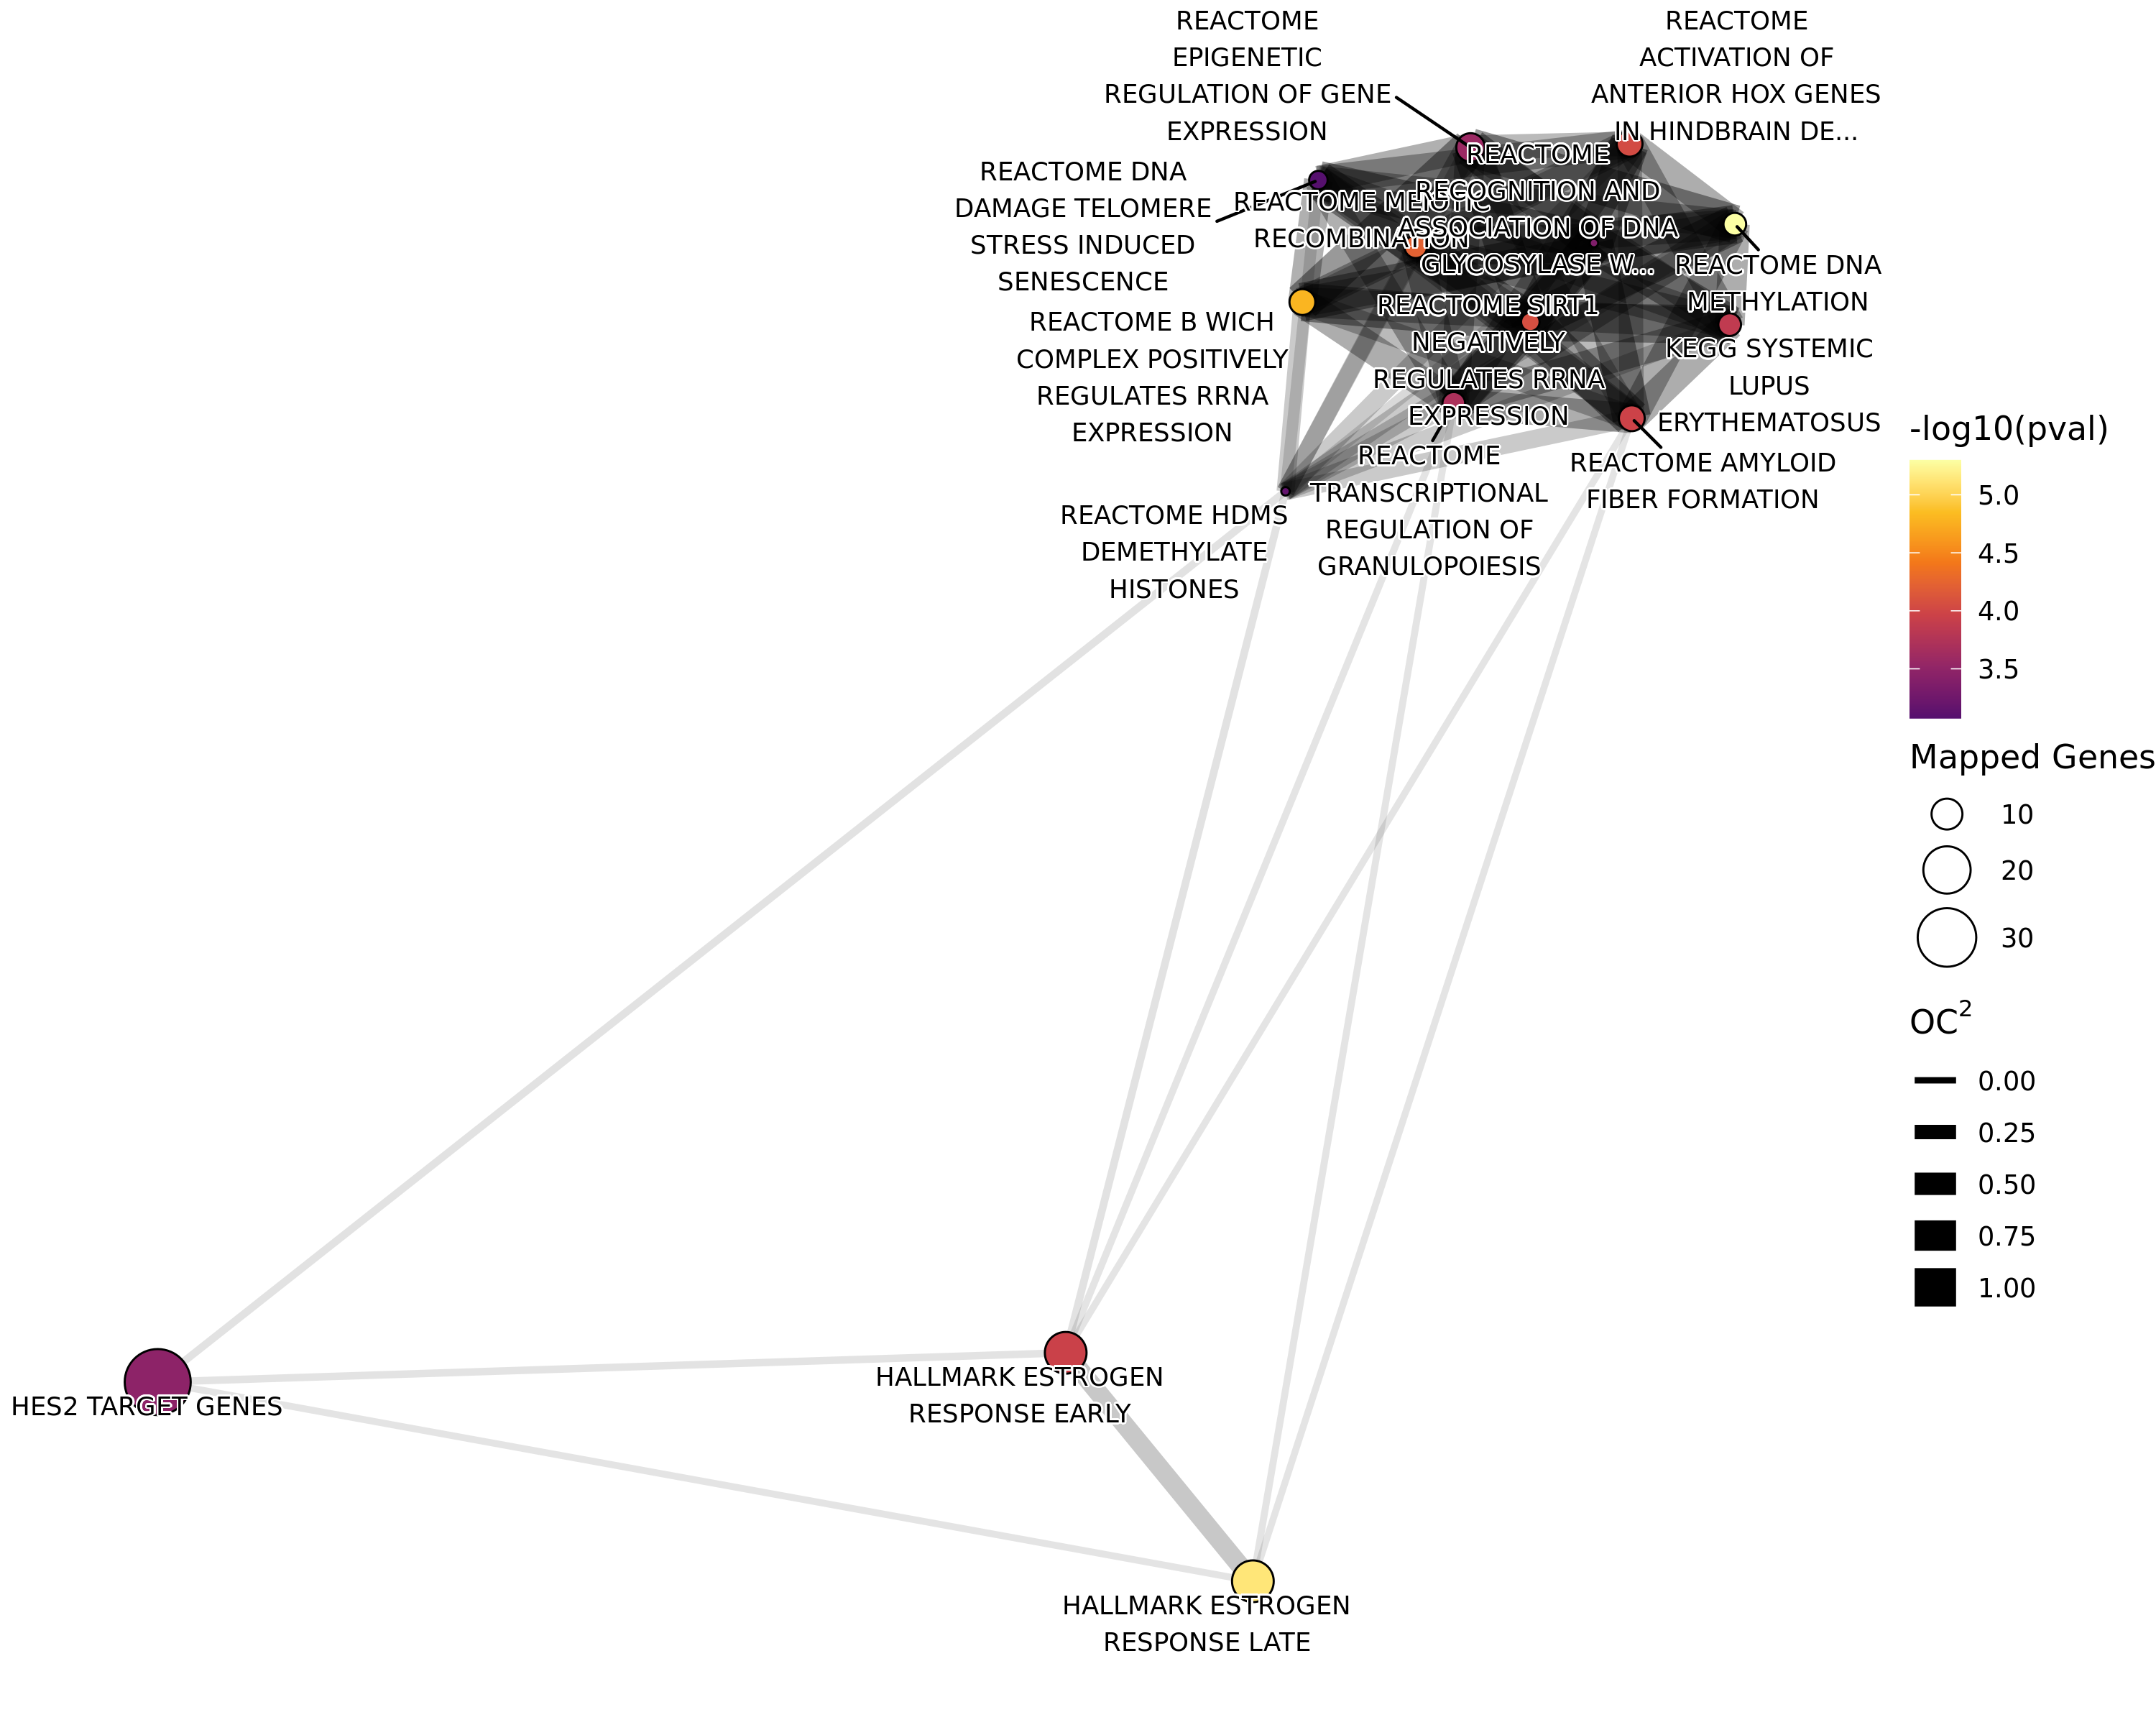 REACTOME
EPIGENETIC
REGULATION OF GENE
EXPRESSION
REACTOME
ACTIVATION OF
ANTERIOR HOX GENES
IN HINDBRAIN DE...
REACTOME DNA
DAMAGE TELOMERE
STRESS INDUCED
SENESCENCE
REACTOME MEIOTIC
RECOMBINATION
REACTOME
RECOGNITION AND
ASSOCIATION OF DNA
GLYCOSYLASE W...
REACTOME DNA
METHYLATION
REACTOME B WICH
COMPLEX POSITIVELY
REGULATES RRNA
EXPRESSION
REACTOME SIRT1
NEGATIVELY
REGULATES RRNA
EXPRESSION
KEGG SYSTEMIC
LUPUS
ERYTHEMATOSUS
REACTOME
TRANSCRIPTIONAL
REGULATION OF
GRANULOPOIESIS
REACTOME AMYLOID
FIBER FORMATION
REACTOME HDMS
DEMETHYLATE
HISTONES
HES2 TARGET GENES
HALLMARK ESTROGEN
RESPONSE EARLY
HALLMARK ESTROGEN
RESPONSE LATE
-log10(pval)
5.0
4.5
4.0
3.5
Mapped Genes
10
20
30
OC²
0.00
0.25
0.50
0.75
1.00